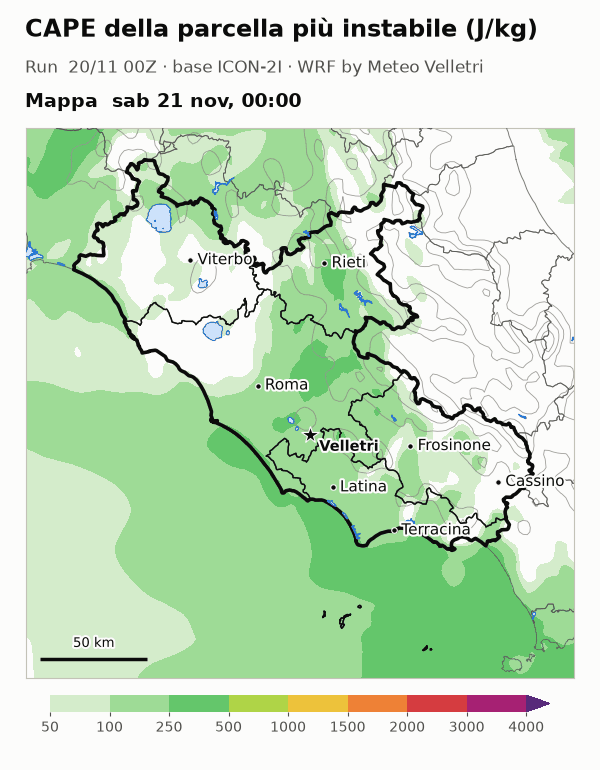 CAPE della parcella più instabile (J/kg)
Run  20/11 00Z · base ICON-2I · WRF by Meteo Velletri
Mappa  sab 21 nov, 00:00
Viterbo
Rieti
Roma
Velletri
Frosinone
Latina
Cassino
Terracina
50 km
50 100 250 500 1000 1500 2000 3000 4000